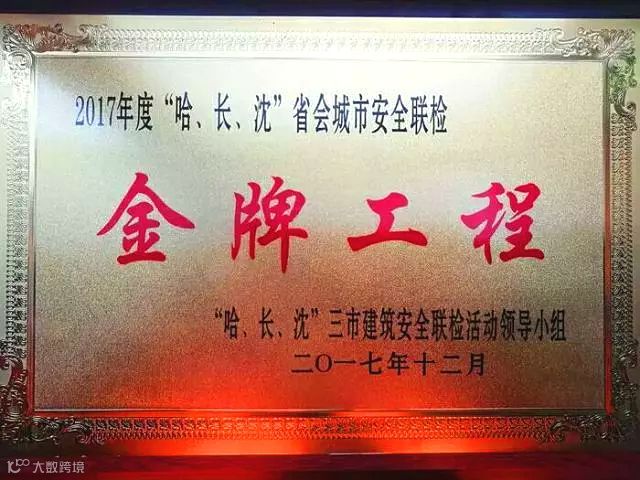 2017年度“哈、长、沈”省会城市安全联检
金牌工程
“哈、长、沈”三市建筑安全联检活动领导小组
二〇一七年十二月
大数跨境